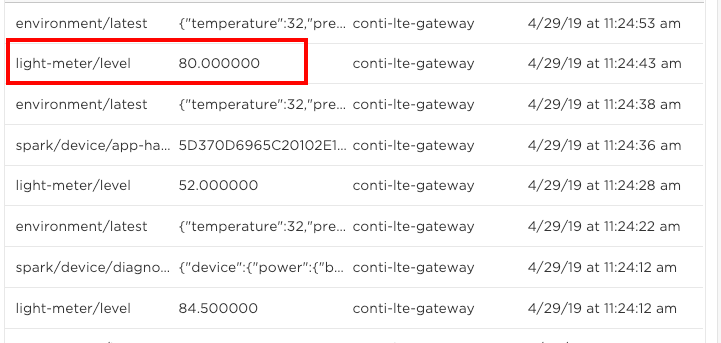 environment/latest {"temperature":32,"pre... conti-lte-gateway 4/29/19 at 11:24:53 am
light-meter/level 80.000000 conti-lte-gateway 4/29/19 at 11:24:43 am
environment/latest {"temperature":32,"pre... conti-lte-gateway 4/29/19 at 11:24:38 am
spark/device/app-ha... 5D370D6965C20102E1... conti-lte-gateway 4/29/19 at 11:24:36 am
light-meter/level 52.000000 conti-lte-gateway 4/29/19 at 11:24:28 am
environment/latest {"temperature":32,"pre... conti-lte-gateway 4/29/19 at 11:24:22 am
spark/device/diagno... {"device":{"power":{"b... conti-lte-gateway 4/29/19 at 11:24:12 am
light-meter/level 84.500000 conti-lte-gateway 4/29/19 at 11:24:12 am